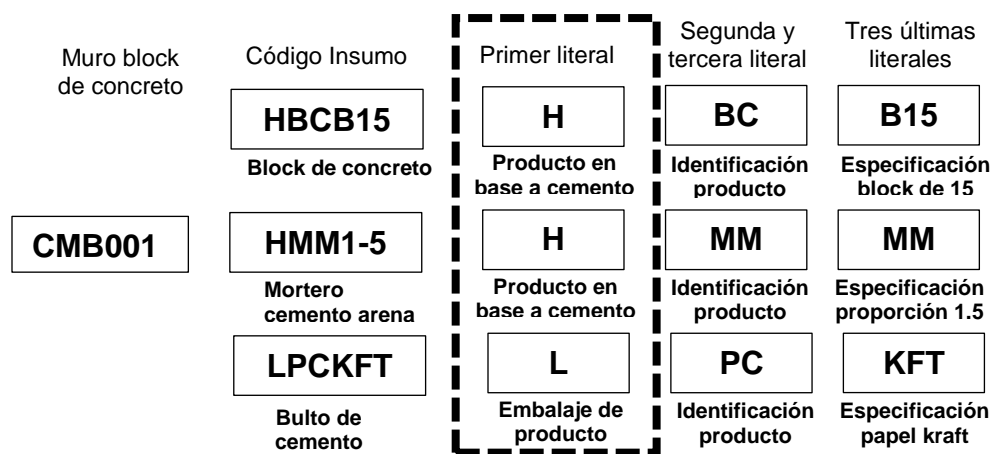 Muro block
de concreto
Código Insumo
Primer literal
Segunda y
tercera literal
Tres últimas
literales
HBCB15
H
BC
B15
Block de concreto
Producto en
base a cemento
Identificación
producto
Especificación
block de 15
CMB001
HMM1-5
H
MM
MM
Mortero
cemento arena
Producto en
base a cemento
Identificación
producto
Especificación
proporción 1.5
LPCKFT
L
PC
KFT
Bulto de
cemento
Embalaje de
producto
Identificación
producto
Especificación
papel kraft